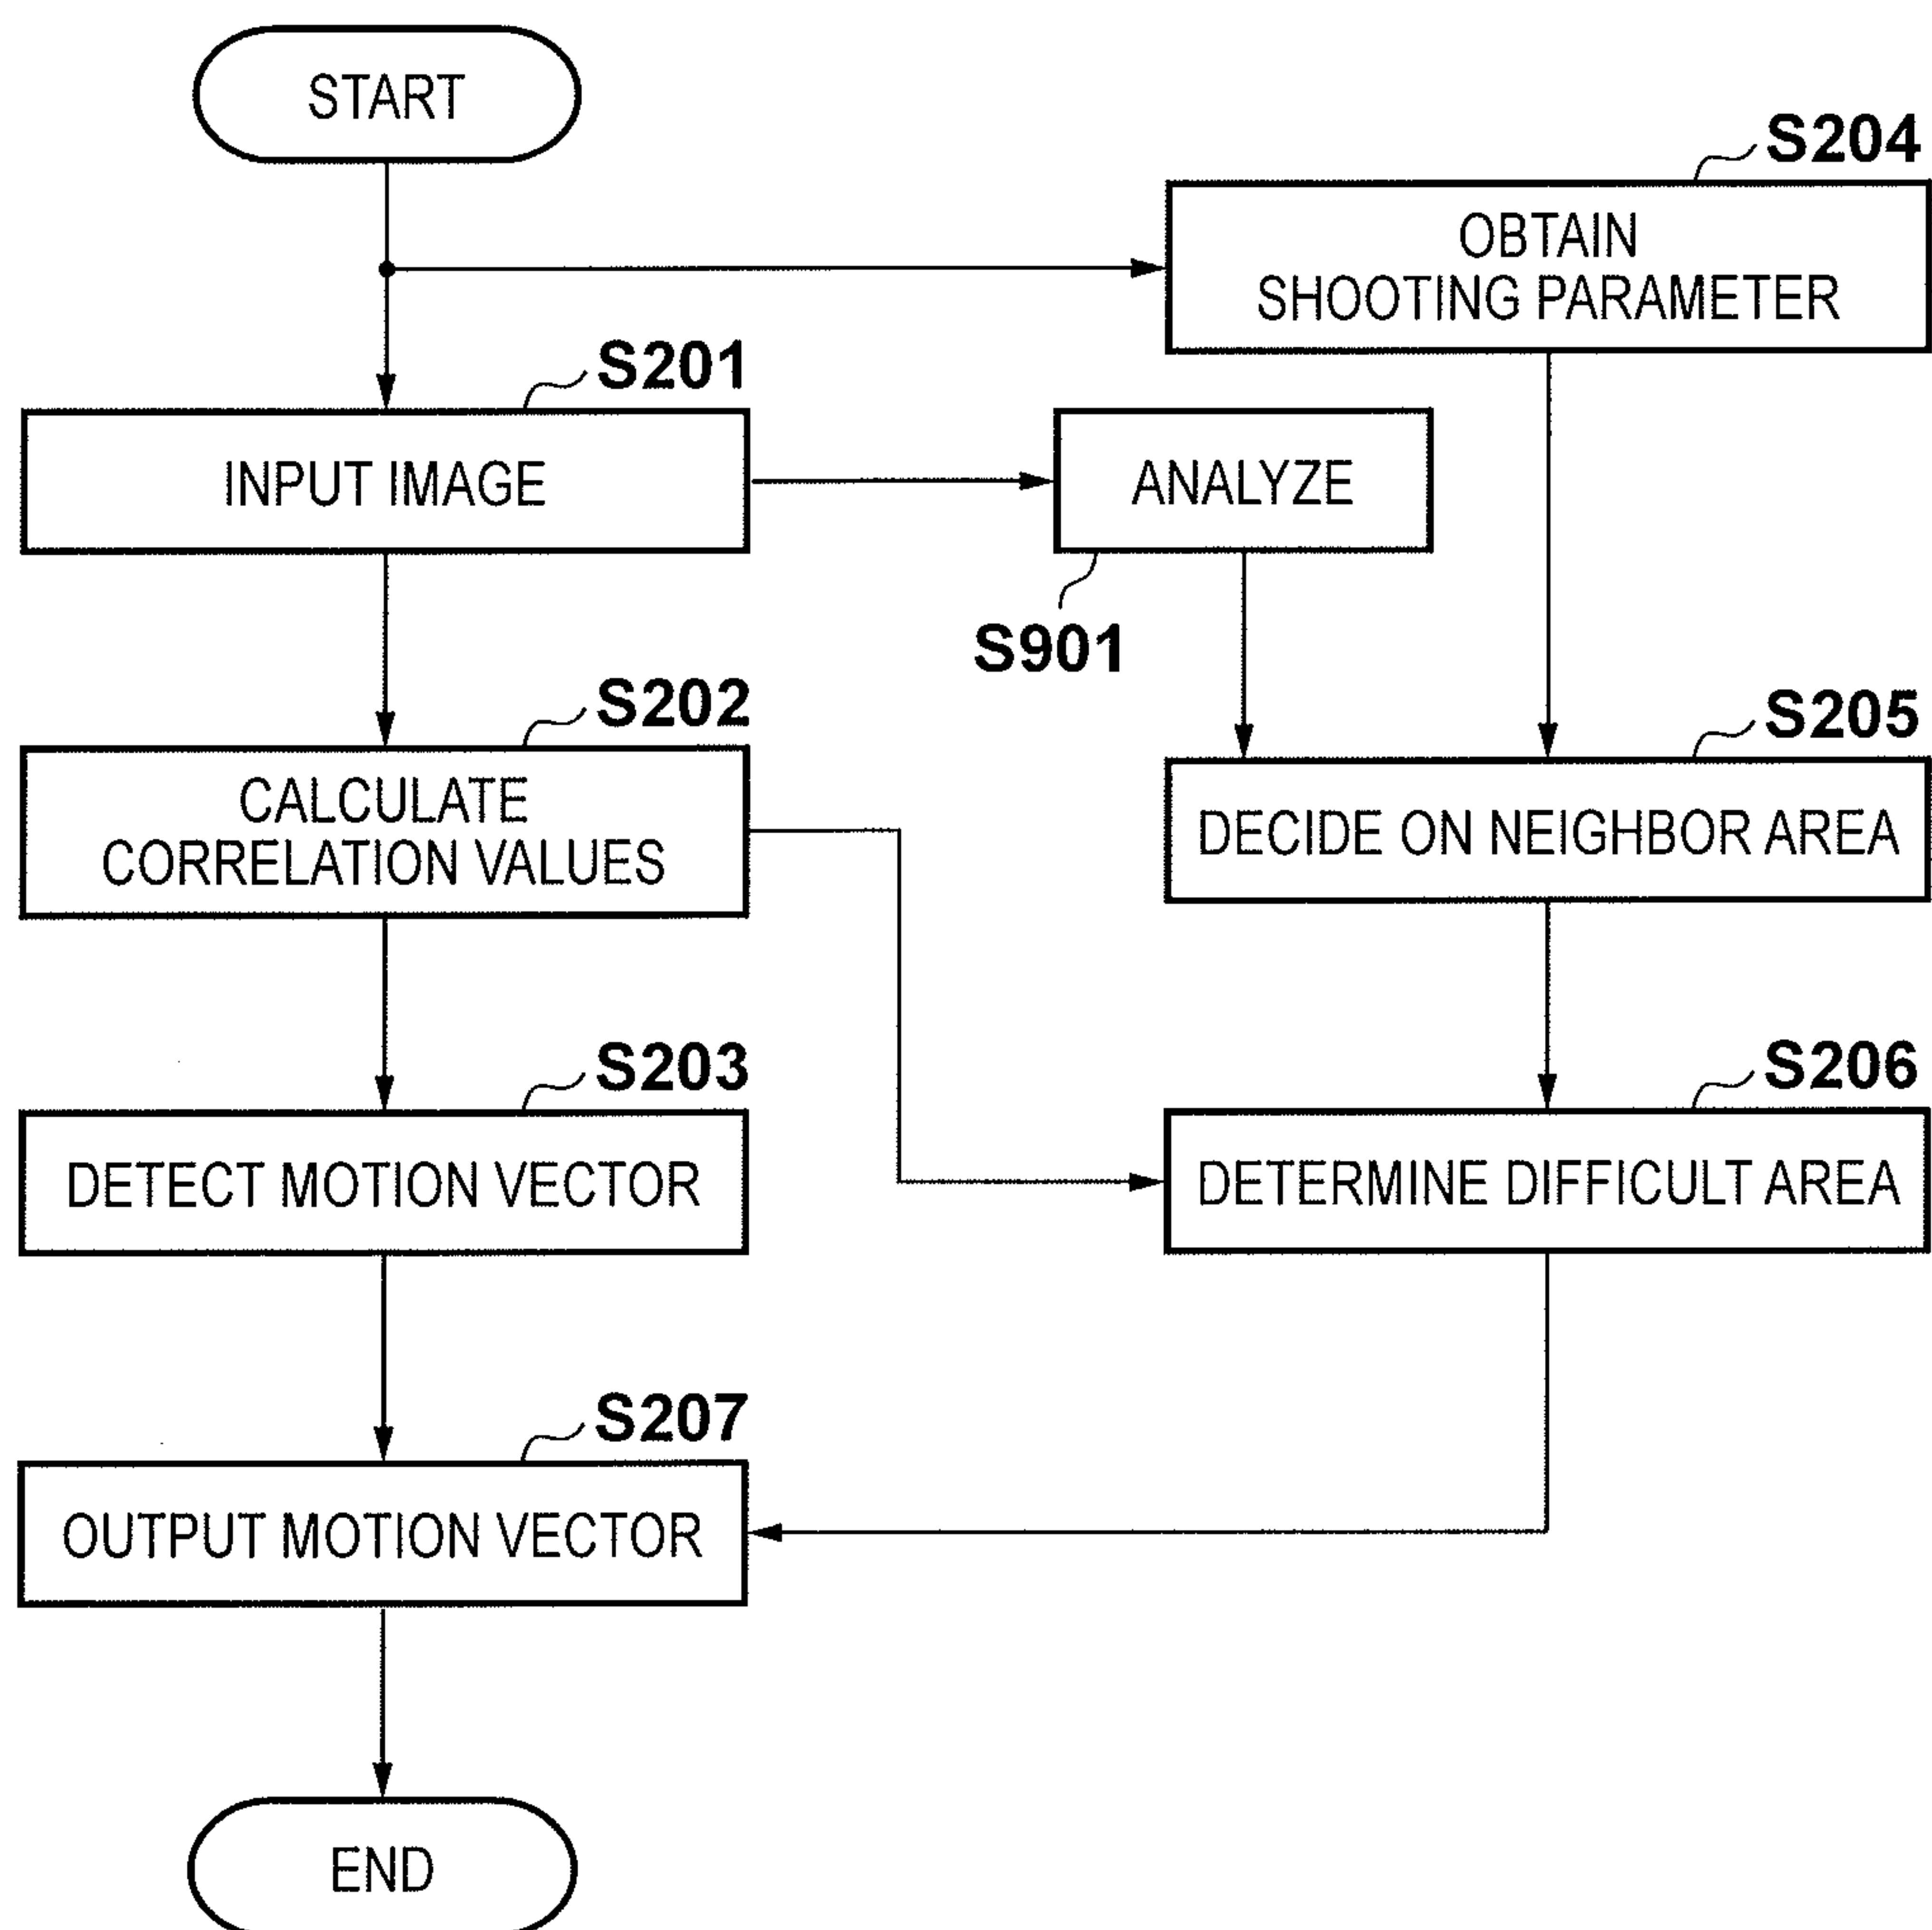 START
S204
OBTAIN
SHOOTING PARAMETER
S201
INPUT IMAGE
ANALYZE
S901
S202
CALCULATE
CORRELATION VALUES
S205
DECIDE ON NEIGHBOR AREA
S203
DETECT MOTION VECTOR
S206
DETERMINE DIFFICULT AREA
S207
OUTPUT MOTION VECTOR
END